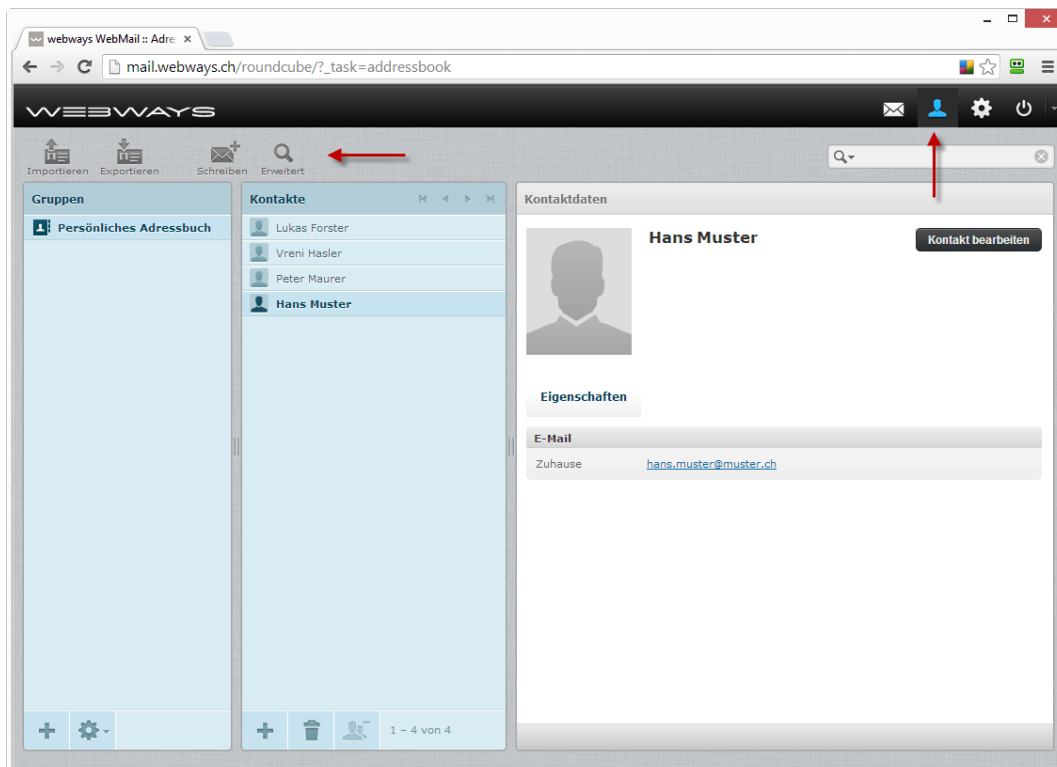 webways WebMail :: Adre:
mail.webways.ch/roundcube/?_task=addressbook
WEBWAYS
Importieren Exportieren Schreiben Erweitert
Gruppen
Persönliches Adressbuch
Kontakte
Lukas Forster
Vreni Hasler
Peter Maurer
Hans Muster
1 – 4 von 4
Kontaktdaten
Hans Muster
Kontakt bearbeiten
Eigenschaften
E-Mail
Zuhause hans.muster@muster.ch